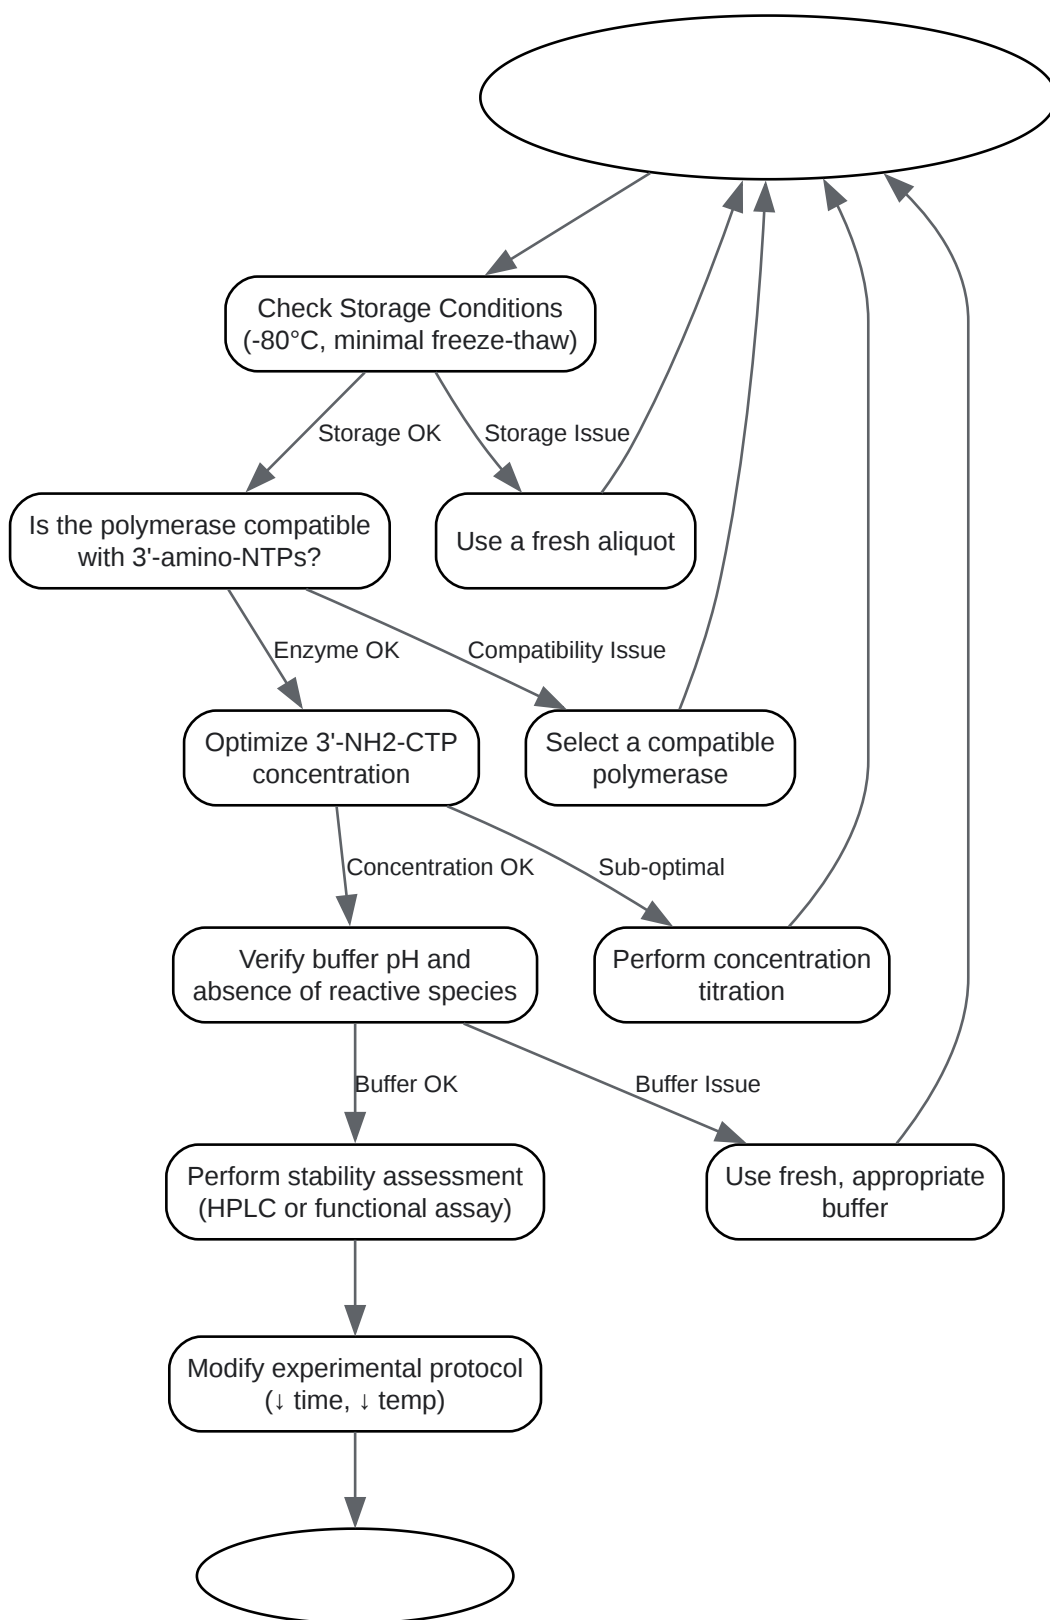 Check Storage Conditions
(-80°C, minimal freeze-thaw)
Storage OK
Storage Issue
Is the polymerase compatible
with 3'-amino-NTPs?
Use a fresh aliquot
Enzyme OK
Compatibility Issue
Optimize 3'-NH2-CTP
concentration
Select a compatible
polymerase
Concentration OK
Sub-optimal
Verify buffer pH and
absence of reactive species
Perform concentration
titration
Buffer OK
Buffer Issue
Perform stability assessment
(HPLC or functional assay)
Use fresh, appropriate
buffer
Modify experimental protocol
(↓ time, ↓ temp)